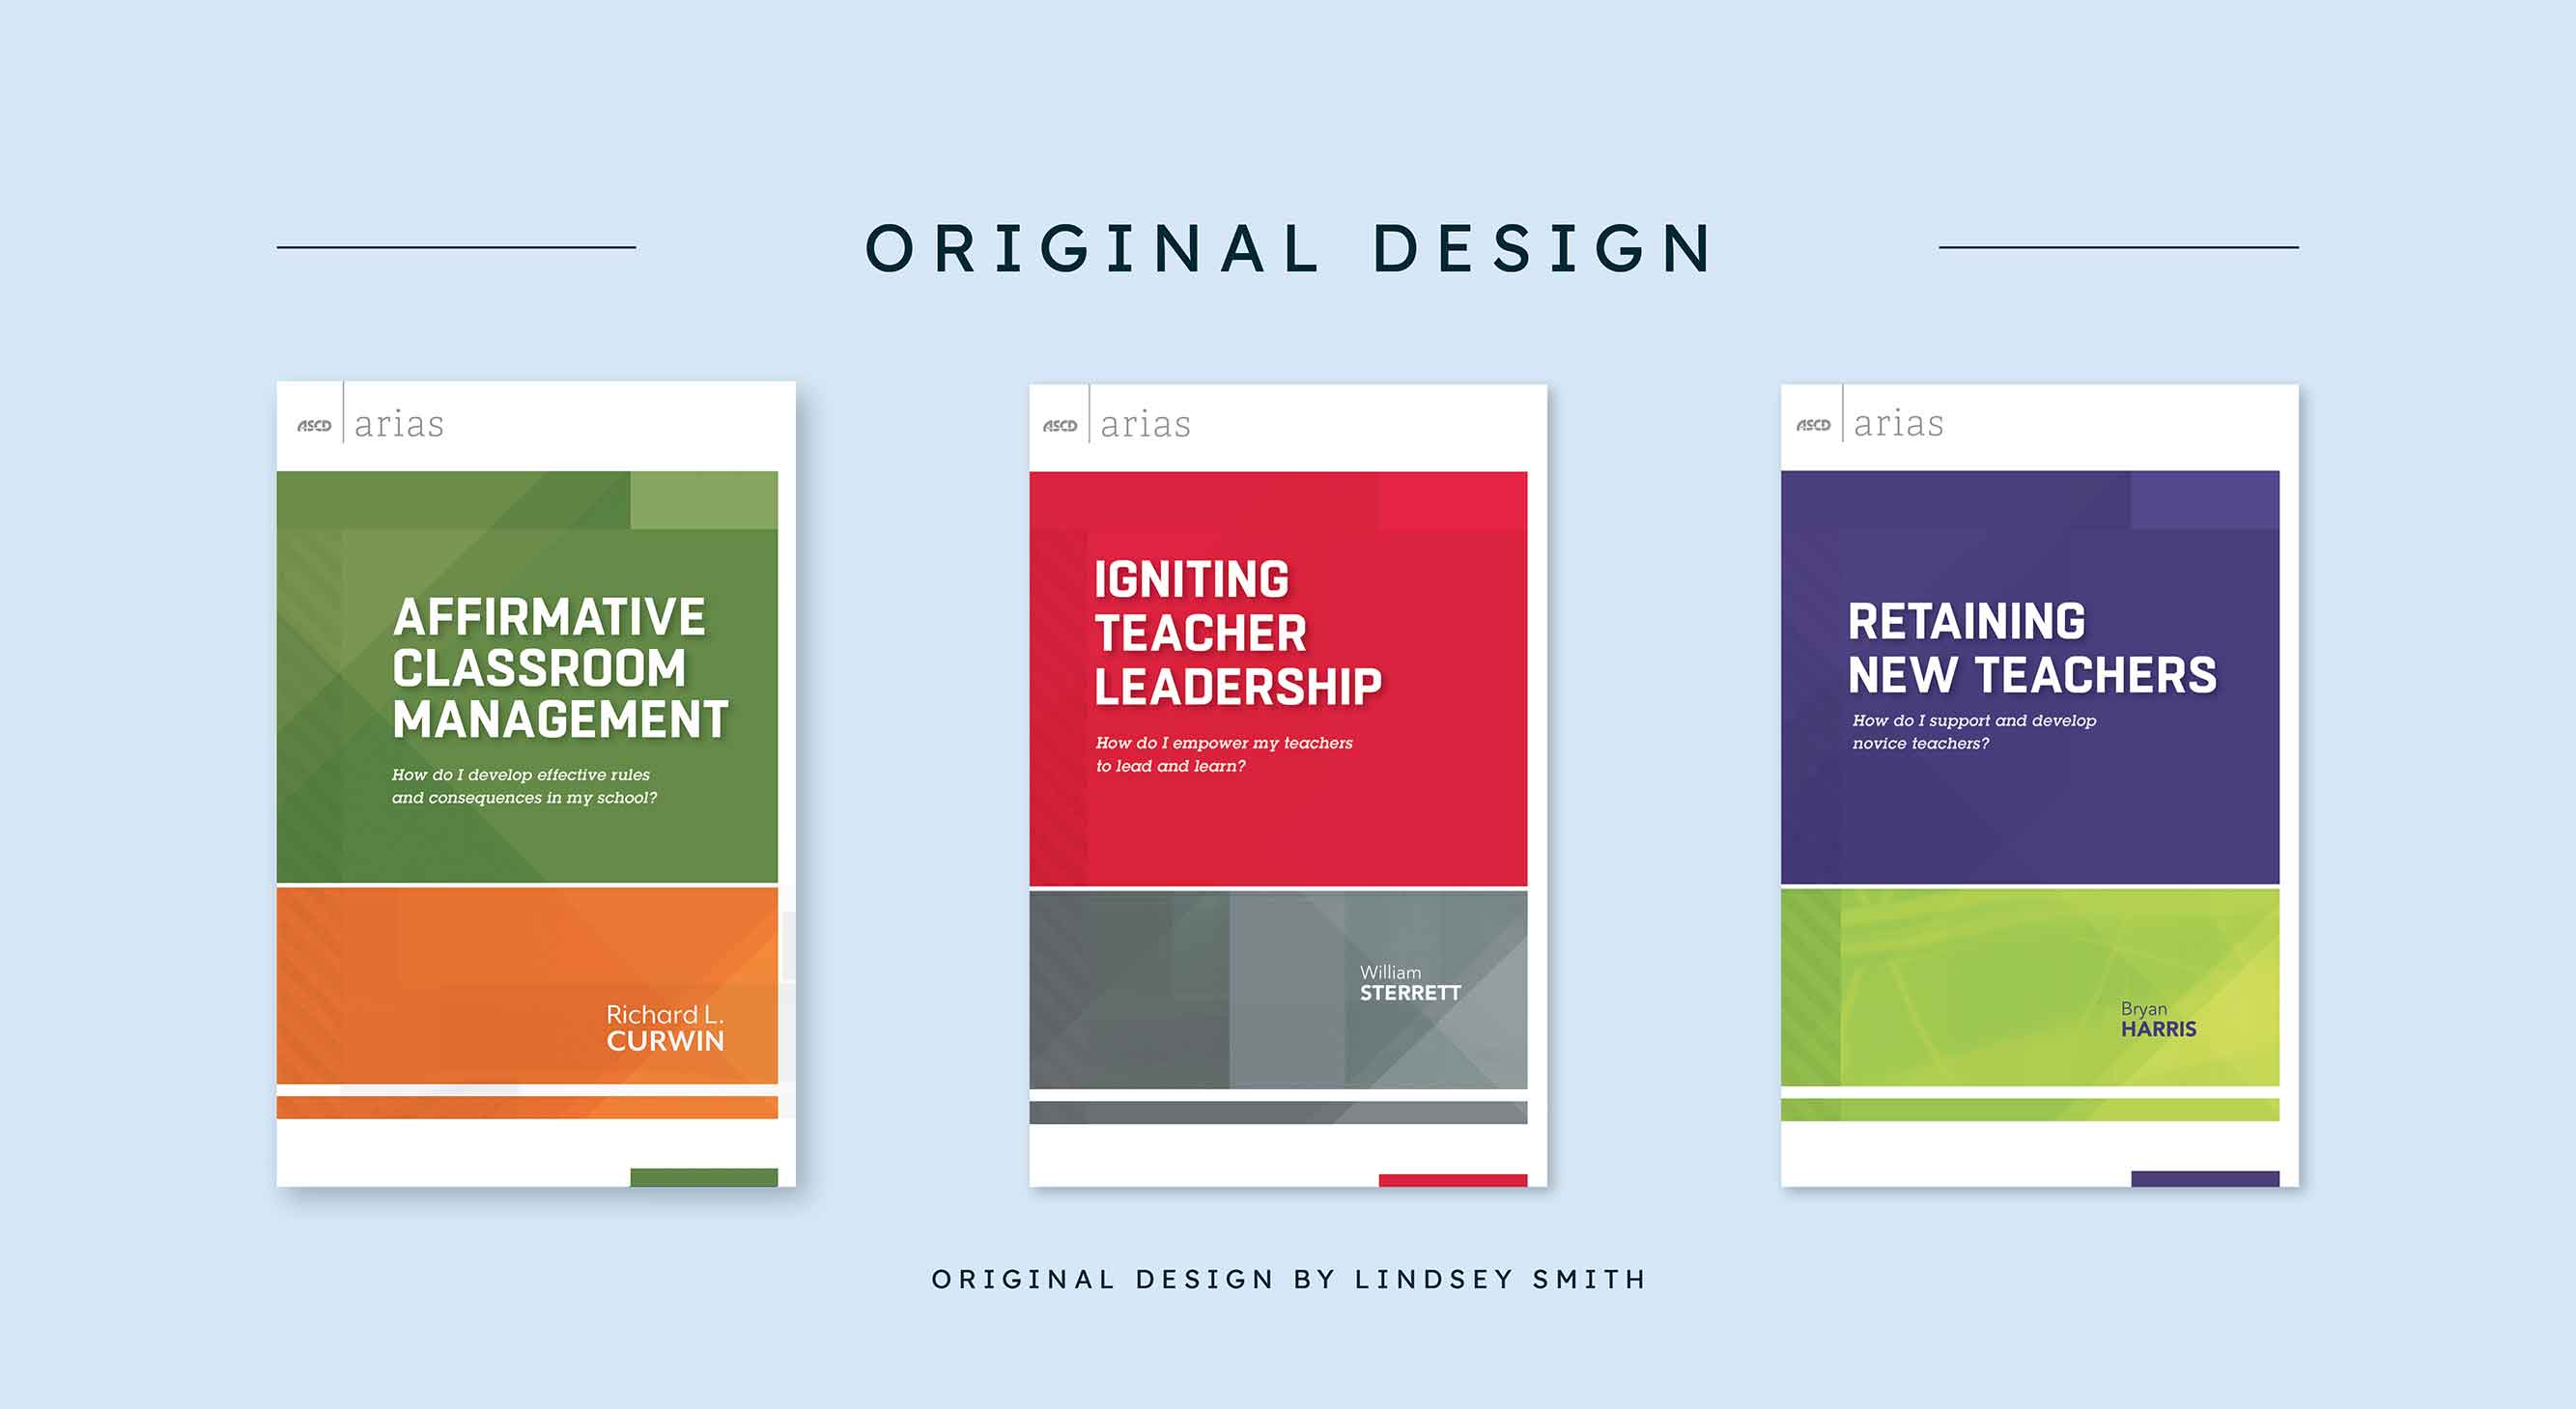 ORIGINAL DESIGN
ASCD arias
AFFIRMATIVE
CLASSROOM
MANAGEMENT
How do I develop effective rules
and consequences in my school?
Richard L.
CURWIN
ASCD arias
IGNITING
TEACHER
LEADERSHIP
How do I empower my teachers
to lead and learn?
William
STERRETT
ASCD arias
RETAINING
NEW TEACHERS
How do I support and develop
novice teachers?
Bryan
HARRIS
ORIGINAL DESIGN BY LINDSEY SMITH